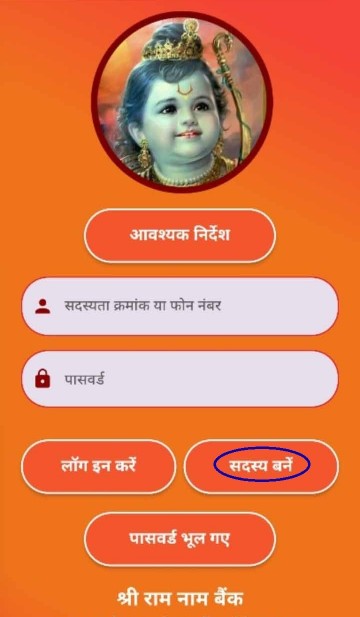 आवश्यक निर्देश
सदस्यता क्रमांक या फोन नंबर
पासवर्ड
लॉग इन करें
सदस्य बनें
पासवर्ड भूल गए
श्री राम नाम बैंक